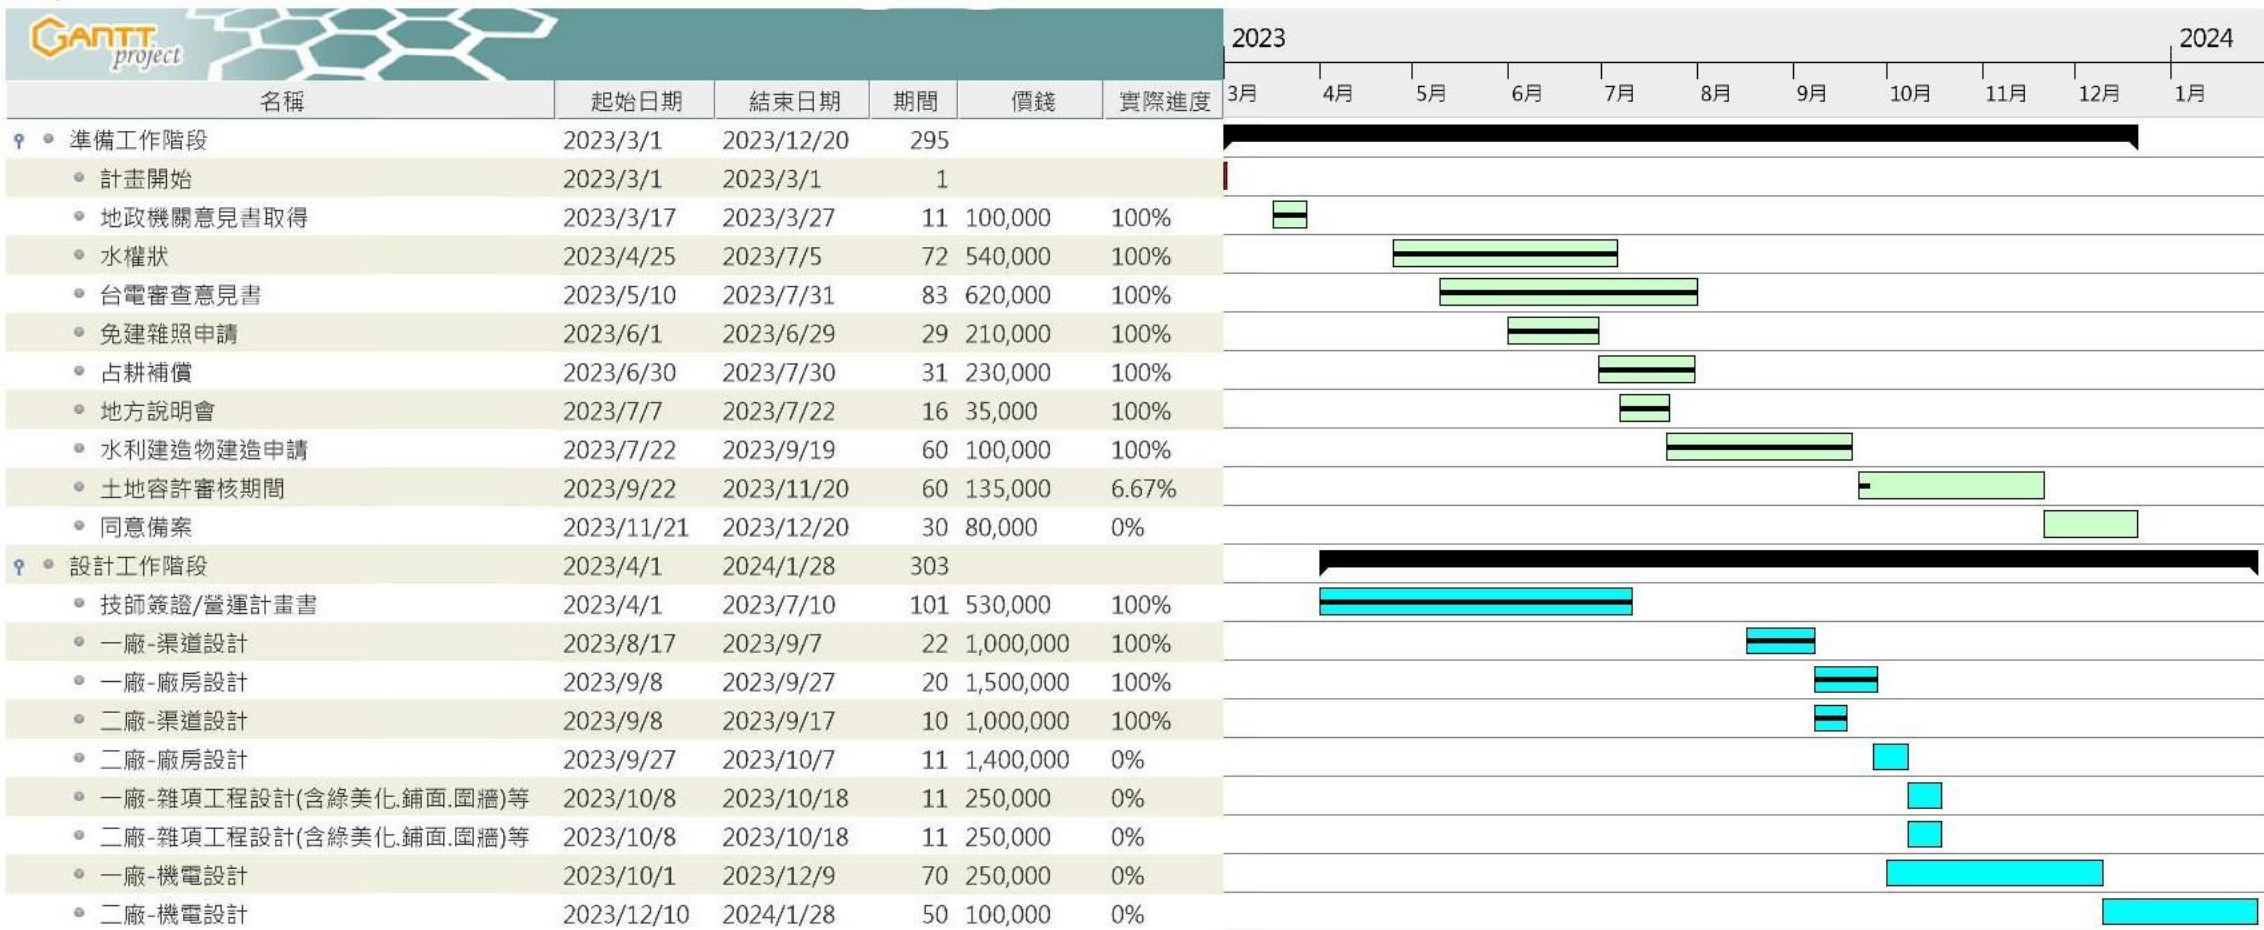 GANTT project
2023 2024
名稱 起始日期 結束日期 期間 價錢 實際進度 3月 4月 5月 6月 7月 8月 9月 10月 11月 12月 1月
準備工作階段 2023/3/1 2023/12/20 295
計畫開始 2023/3/1 2023/3/1 1
地政機關意見書取得 2023/3/17 2023/3/27 11 100,000 100%
水權狀 2023/4/25 2023/7/5 72 540,000 100%
台電審查意見書 2023/5/10 2023/7/31 83 620,000 100%
免建雜照申請 2023/6/1 2023/6/29 29 210,000 100%
占耕補償 2023/6/30 2023/7/30 31 230,000 100%
地方說明會 2023/7/7 2023/7/22 16 35,000 100%
水利建造物建造申請 2023/7/22 2023/9/19 60 100,000 100%
土地容許審核期間 2023/9/22 2023/11/20 60 135,000 6.67%
同意備案 2023/11/21 2023/12/20 30 80,000 0%
設計工作階段 2023/4/1 2024/1/28 303
技師簽證/營運計畫書 2023/4/1 2023/7/10 101 530,000 100%
一廠-渠道設計 2023/8/17 2023/9/7 22 1,000,000 100%
一廠-廠房設計 2023/9/8 2023/9/27 20 1,500,000 100%
二廠-渠道設計 2023/9/8 2023/9/17 10 1,000,000 100%
二廠-廠房設計 2023/9/27 2023/10/7 11 1,400,000 0%
一廠-雜項工程設計(含綠美化.鋪面.圍牆)等 2023/10/8 2023/10/18 11 250,000 0%
二廠-雜項工程設計(含綠美化.鋪面.圍牆)等 2023/10/8 2023/10/18 11 250,000 0%
一廠-機電設計 2023/10/1 2023/12/9 70 250,000 0%
二廠-機電設計 2023/12/10 2024/1/28 50 100,000 0%